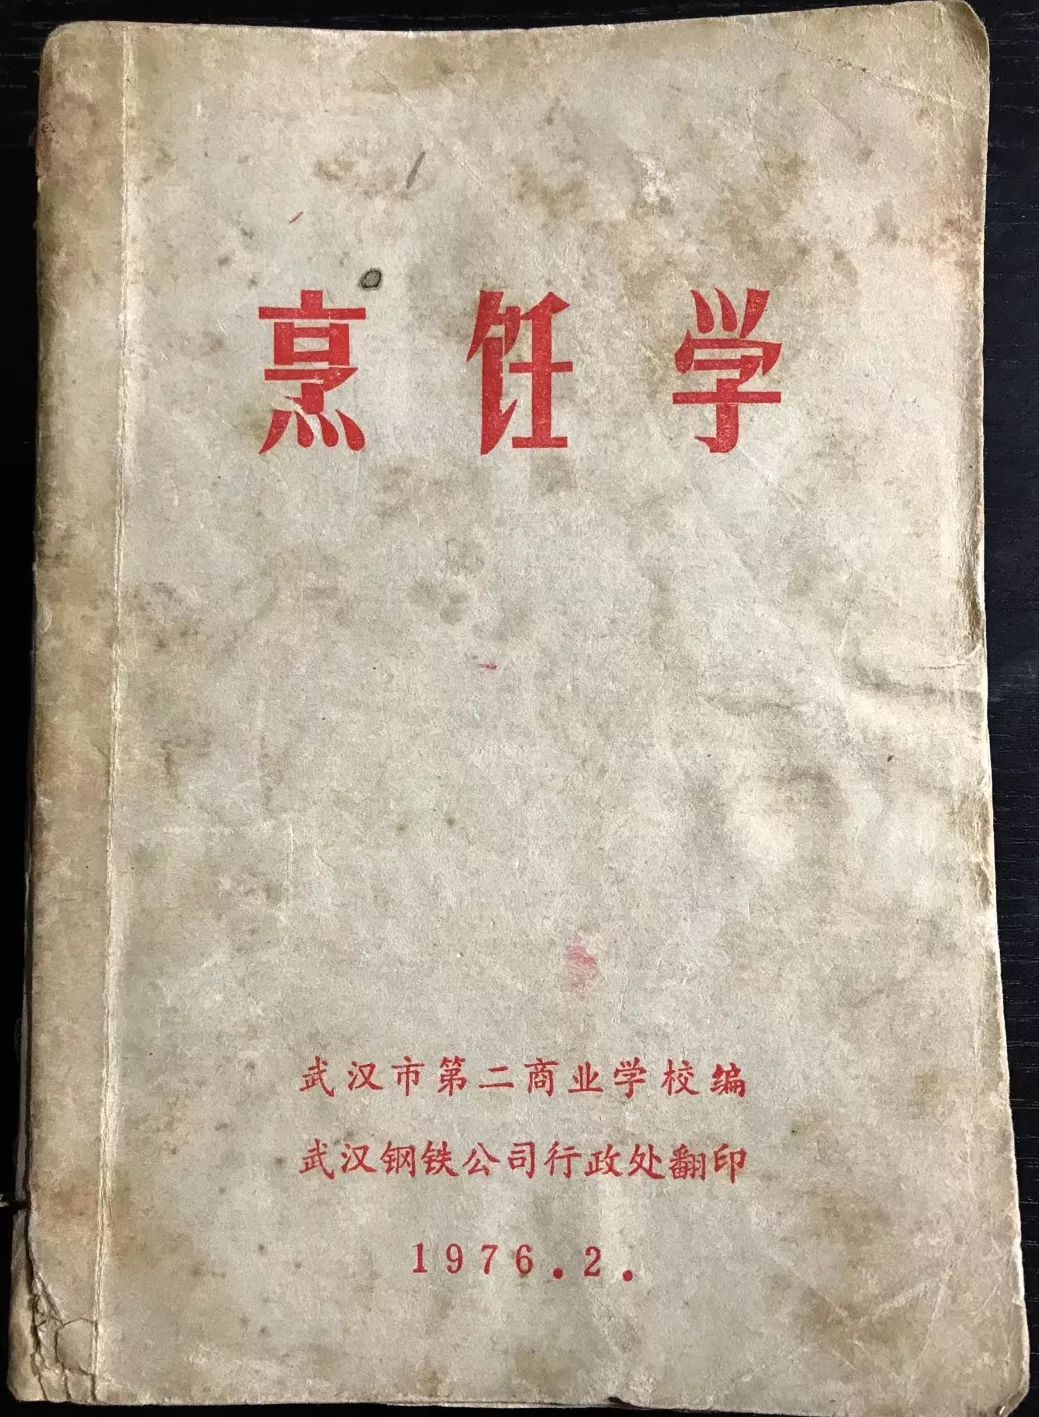 烹饪学
武汉市第二商业学校编
武汉钢铁公司行政处翻印
1976.2.